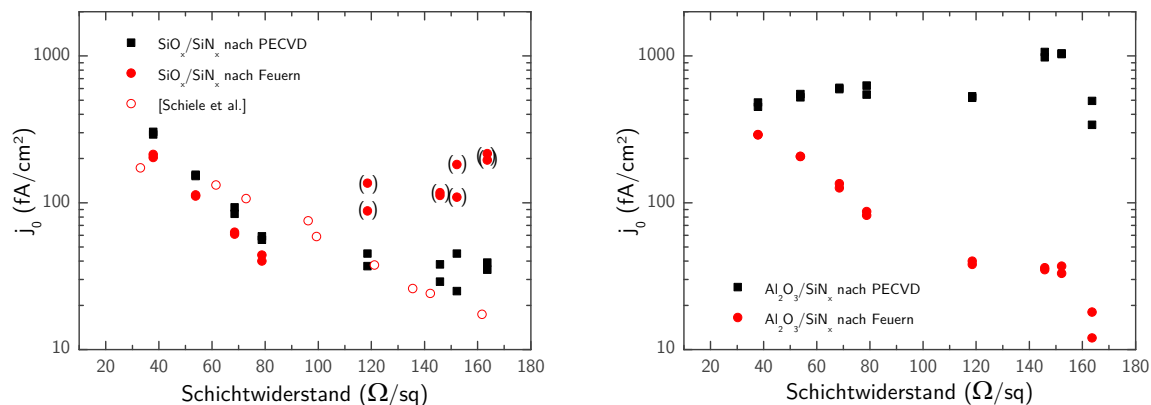 1000
100
10
j₀ (fA/cm²)
SiOₓ/SiNₓ nach PECVD
SiOₓ/SiNₓ nach Feuern
[Schiele et al.]
( ) ( ) ( ) ( ) ( ) ( ) ( )
20 40 60 80 100 120 140 160 180
Schichtwiderstand (Ω/sq)
1000
100
10
j₀ (fA/cm²)
Al₂O₃/SiNₓ nach PECVD
Al₂O₃/SiNₓ nach Feuern
20 40 60 80 100 120 140 160 180
Schichtwiderstand (Ω/sq)